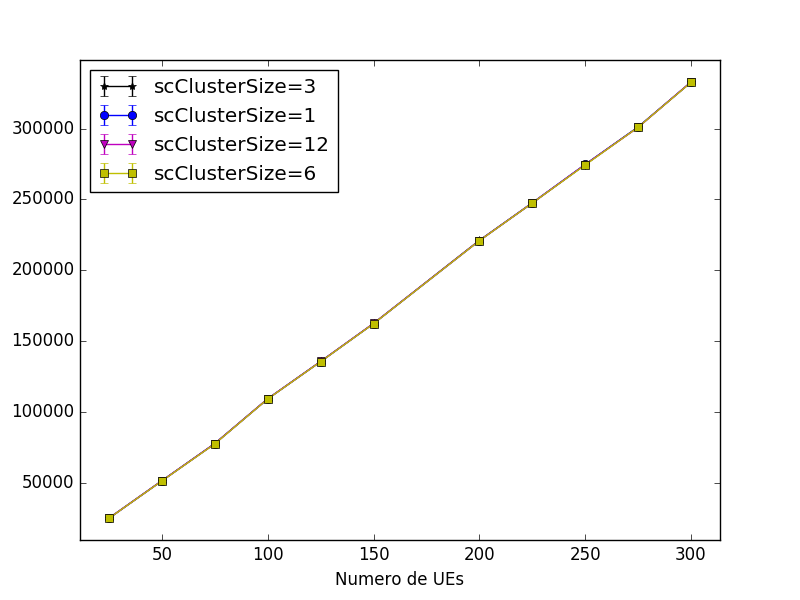 scClusterSize=3
scClusterSize=1
scClusterSize=12
scClusterSize=6
300000
250000
200000
150000
100000
50000
50 100 150 200 250 300
Numero de UEs